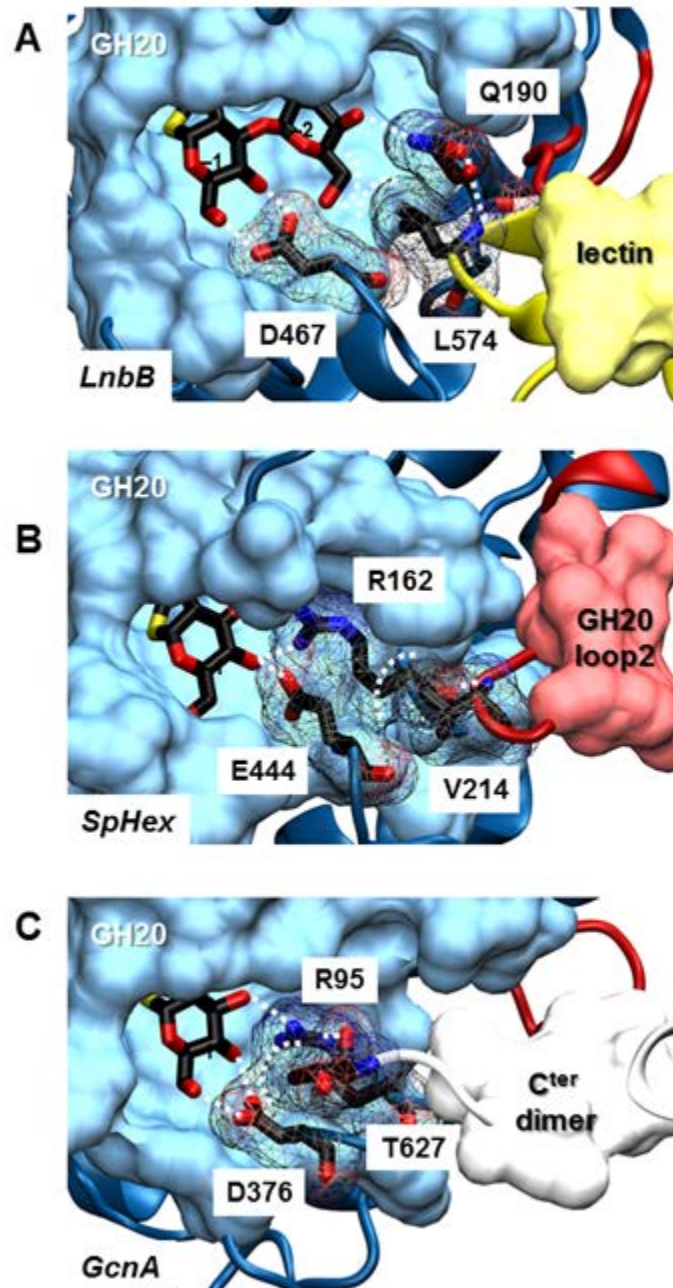 A
GH20
Q190
-1
-2
lectin
D467
L574
LnbB
B
GH20
R162
GH20
loop2
E444
V214
SpHex
C
GH20
R95
Cter
dimer
T627
D376
GcnA